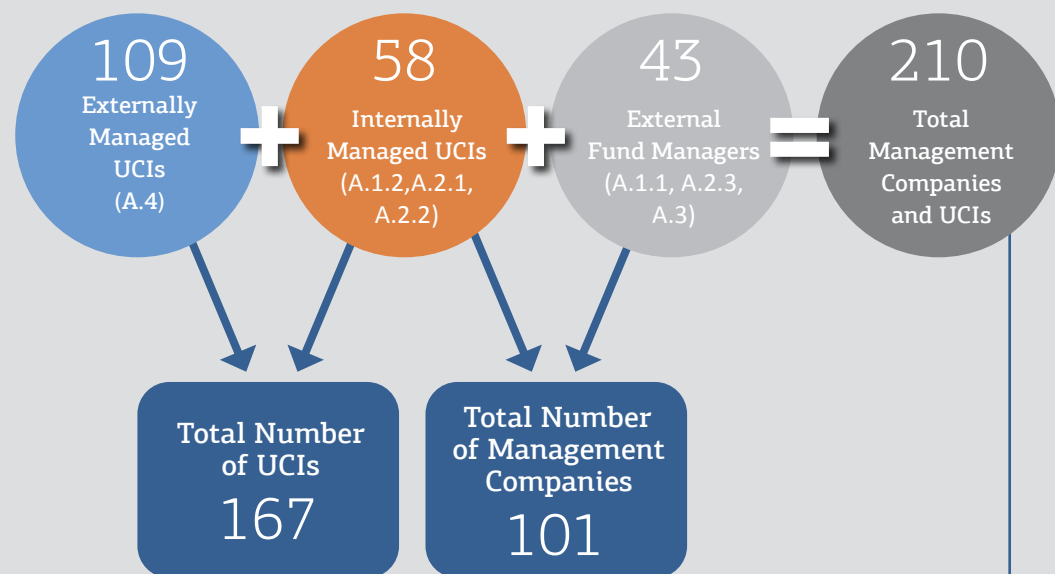 109
Externally
Managed
UCIs
(A.4)
+
58
Internally
Managed UCIs
(A.1.2,A.2.1,
A.2.2)
+
43
External
Fund Managers
(A.1.1, A.2.3,
A.3)
=
210
Total
Management
Companies
and UCIs
Total Number
of UCIs
167
Total Number
of Management
Companies
101